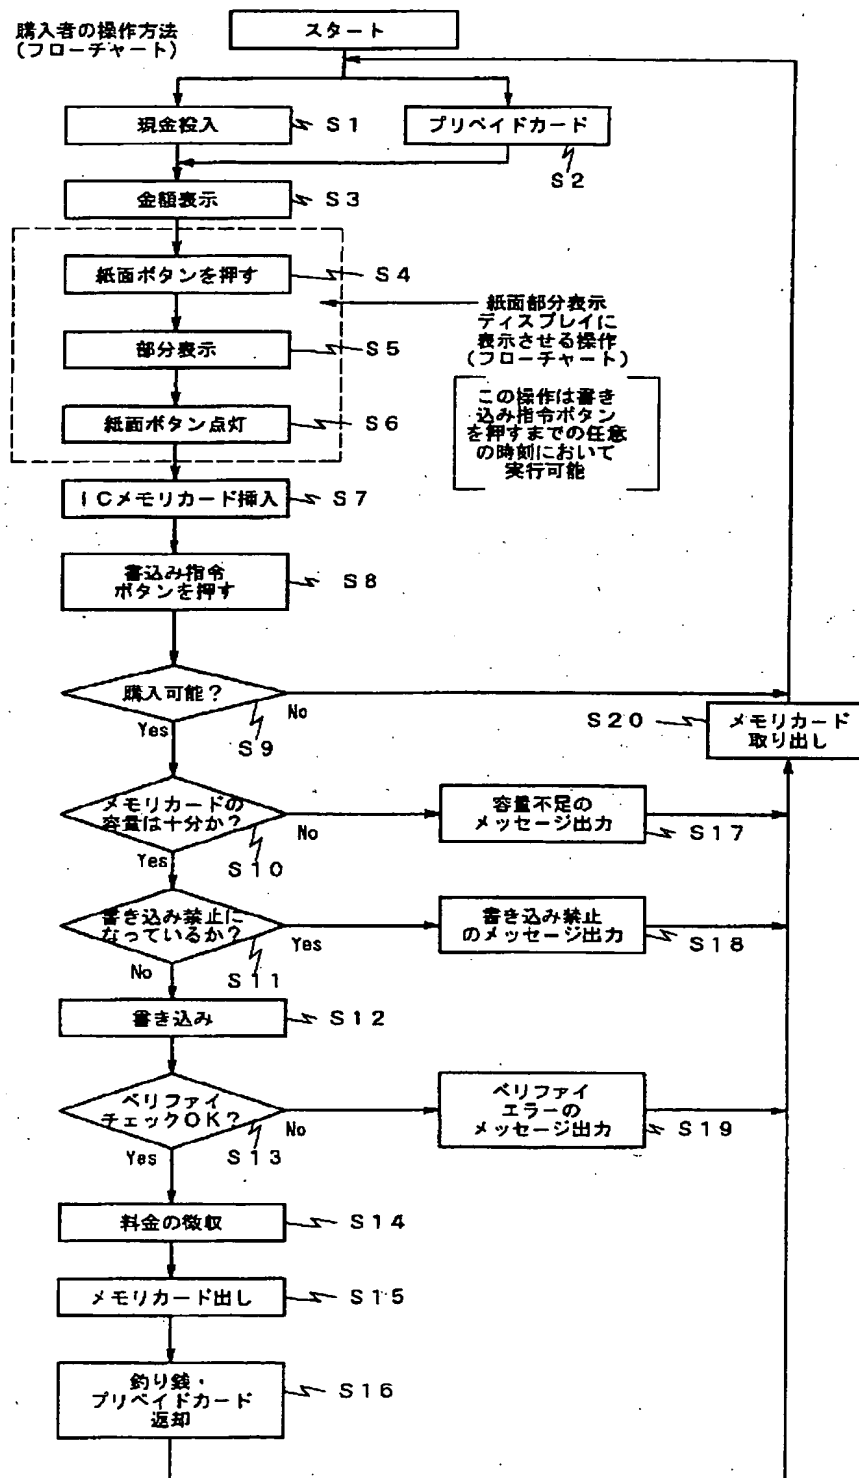 購入者の操作方法
(フローチャート)
スタート
現金投入
S1
プリペイドカード
S2
金額表示
S3
紙面ボタンを押す
S4
部分表示
S5
紙面ボタン点灯
S6
紙面部分表示
ディスプレイに
表示させる操作
(フローチャート)
この操作は書き
込み指令ボタン
を押すまでの任意
の時刻において
実行可能
ICメモリカード挿入
S7
書込み指令
ボタンを押す
S8
購入可能?
No
Yes
S9
S20
メモリカード
取り出し
メモリカードの
容量は十分か?
No
Yes
S10
容量不足の
メッセージ出力
S17
書き込み禁止に
なっているか?
Yes
No
S11
書き込み禁止
のメッセージ出力
S18
書き込み
S12
ベリファイ
チェックOK?
No
Yes
S13
ベリファイ
エラーの
メッセージ出力
S19
料金の徴収
S14
メモリカード出し
S15
釣り銭・
プリペイドカード
返却
S16